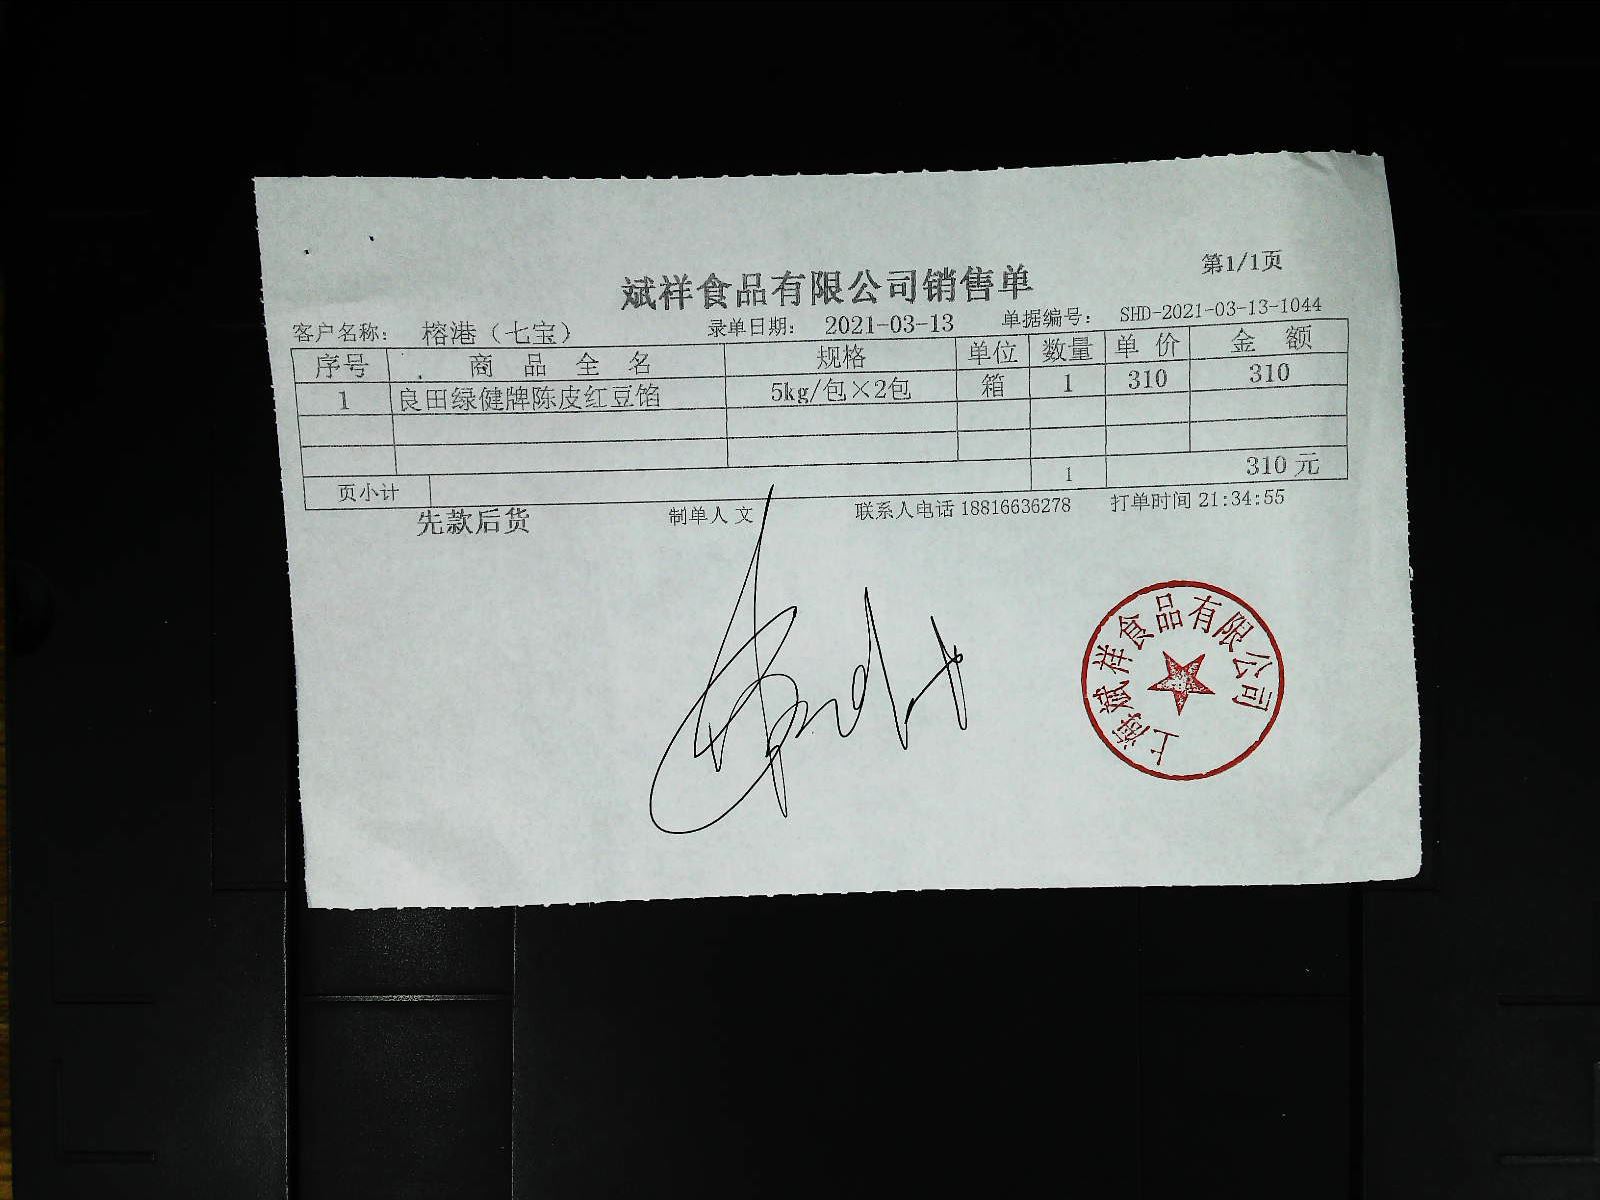 第1/1页
斌祥食品有限公司销售单
客户名称： 榕港（七宝） 录单日期： 2021-03-13 单据编号： SHD-2021-03-13-1044
序号 商品全名 规格 单位 数量 单价 金额
1 良田绿健牌陈皮红豆馅 5kg/包×2包 箱 1 310 310
页小计 1 310元
先款后货 制单人 文 联系人电话 18816636278 打单时间 21:34:55
上海斌祥食品有限公司